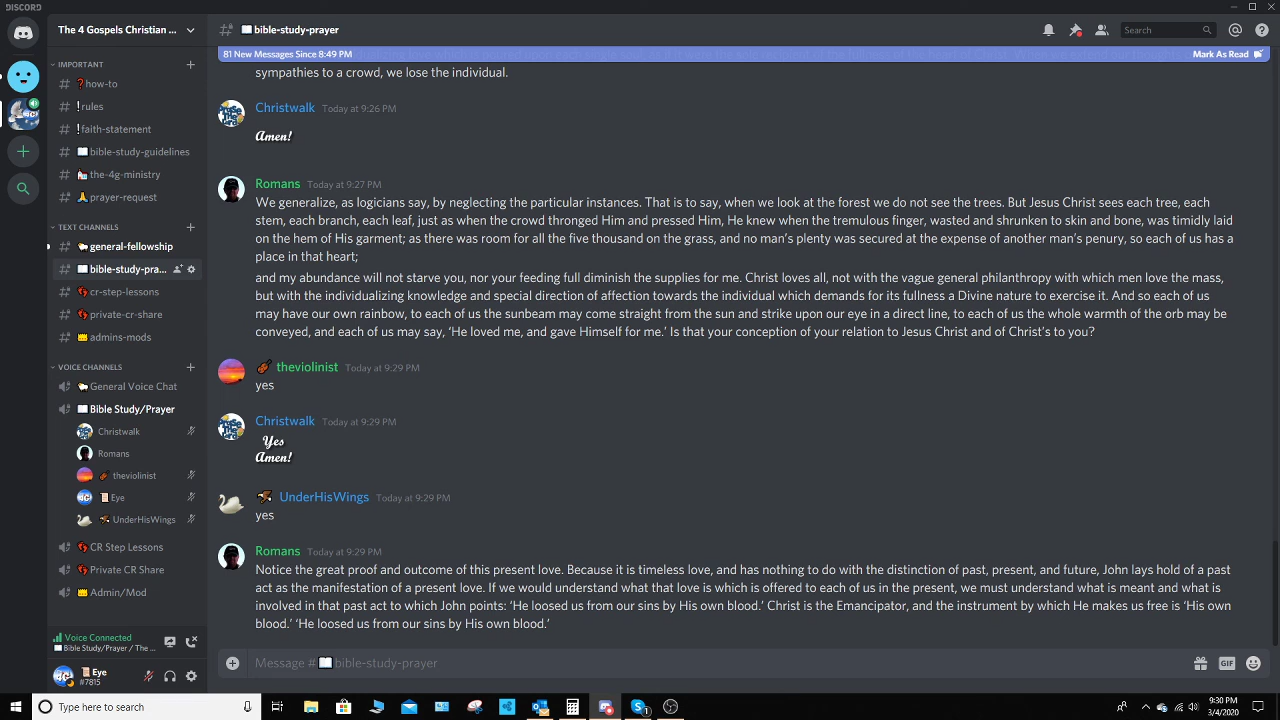 DISCORD
The 4 Gospels Christian ...
bible-study-prayer
Search
81 New Messages Since 8:49 PM
Mark As Read
IMPORTANT
how-to
rules
faith-statement
bible-study-guidelines
the-4g-ministry
prayer-request
TEXT CHANNELS
general-fellowship
bible-study-pra...
cr-step-lessons
private-cr-share
admins-mods
VOICE CHANNELS
General Voice Chat
Bible Study/Prayer
Christwalk
Romans
theviolinist
Eye
UnderHisWings
CR Step Lessons
Private CR Share
Admin/Mod
Voice Connected
Bible Study/Prayer / The ...
Eye
#7815
sympathies to a crowd, we lose the individual.
Christwalk Today at 9:26 PM
Amen!
Romans Today at 9:27 PM
We generalize, as logicians say, by neglecting the particular instances. That is to say, when we look at the forest we do not see the trees. But Jesus Christ sees each tree, each
stem, each branch, each leaf, just as when the crowd thronged Him and pressed Him, He knew when the tremulous finger, wasted and shrunken to skin and bone, was timidly laid
on the hem of His garment; as there was room for all the five thousand on the grass, and no man's plenty was secured at the expense of another man's penury, so each of us has a
place in that heart;
and my abundance will not starve you, nor your feeding full diminish the supplies for me. Christ loves all, not with the vague general philanthropy with which men love the mass,
but with the individualizing knowledge and special direction of affection towards the individual which demands for its fullness a Divine nature to exercise it. And so each of us
may have our own rainbow, to each of us the sunbeam may come straight from the sun and strike upon our eye in a direct line, to each of us the whole warmth of the orb may be
conveyed, and each of us may say, 'He loved me, and gave Himself for me.' Is that your conception of your relation to Jesus Christ and of Christ's to you?
theviolinist Today at 9:29 PM
yes
Christwalk Today at 9:29 PM
Yes
Amen!
UnderHisWings Today at 9:29 PM
yes
Romans Today at 9:29 PM
Notice the great proof and outcome of this present love. Because it is timeless love, and has nothing to do with the distinction of past, present, and future, John lays hold of a past
act as the manifestation of a present love. If we would understand what that love is which is offered to each of us in the present, we must understand what is meant and what is
involved in that past act to which John points: 'He loosed us from our sins by His own blood.' Christ is the Emancipator, and the instrument by which He makes us free is 'His own
blood.' 'He loosed us from our sins by His own blood.'
Message # bible-study-prayer
GIF
Type here to search
9:30 PM
3/4/2020